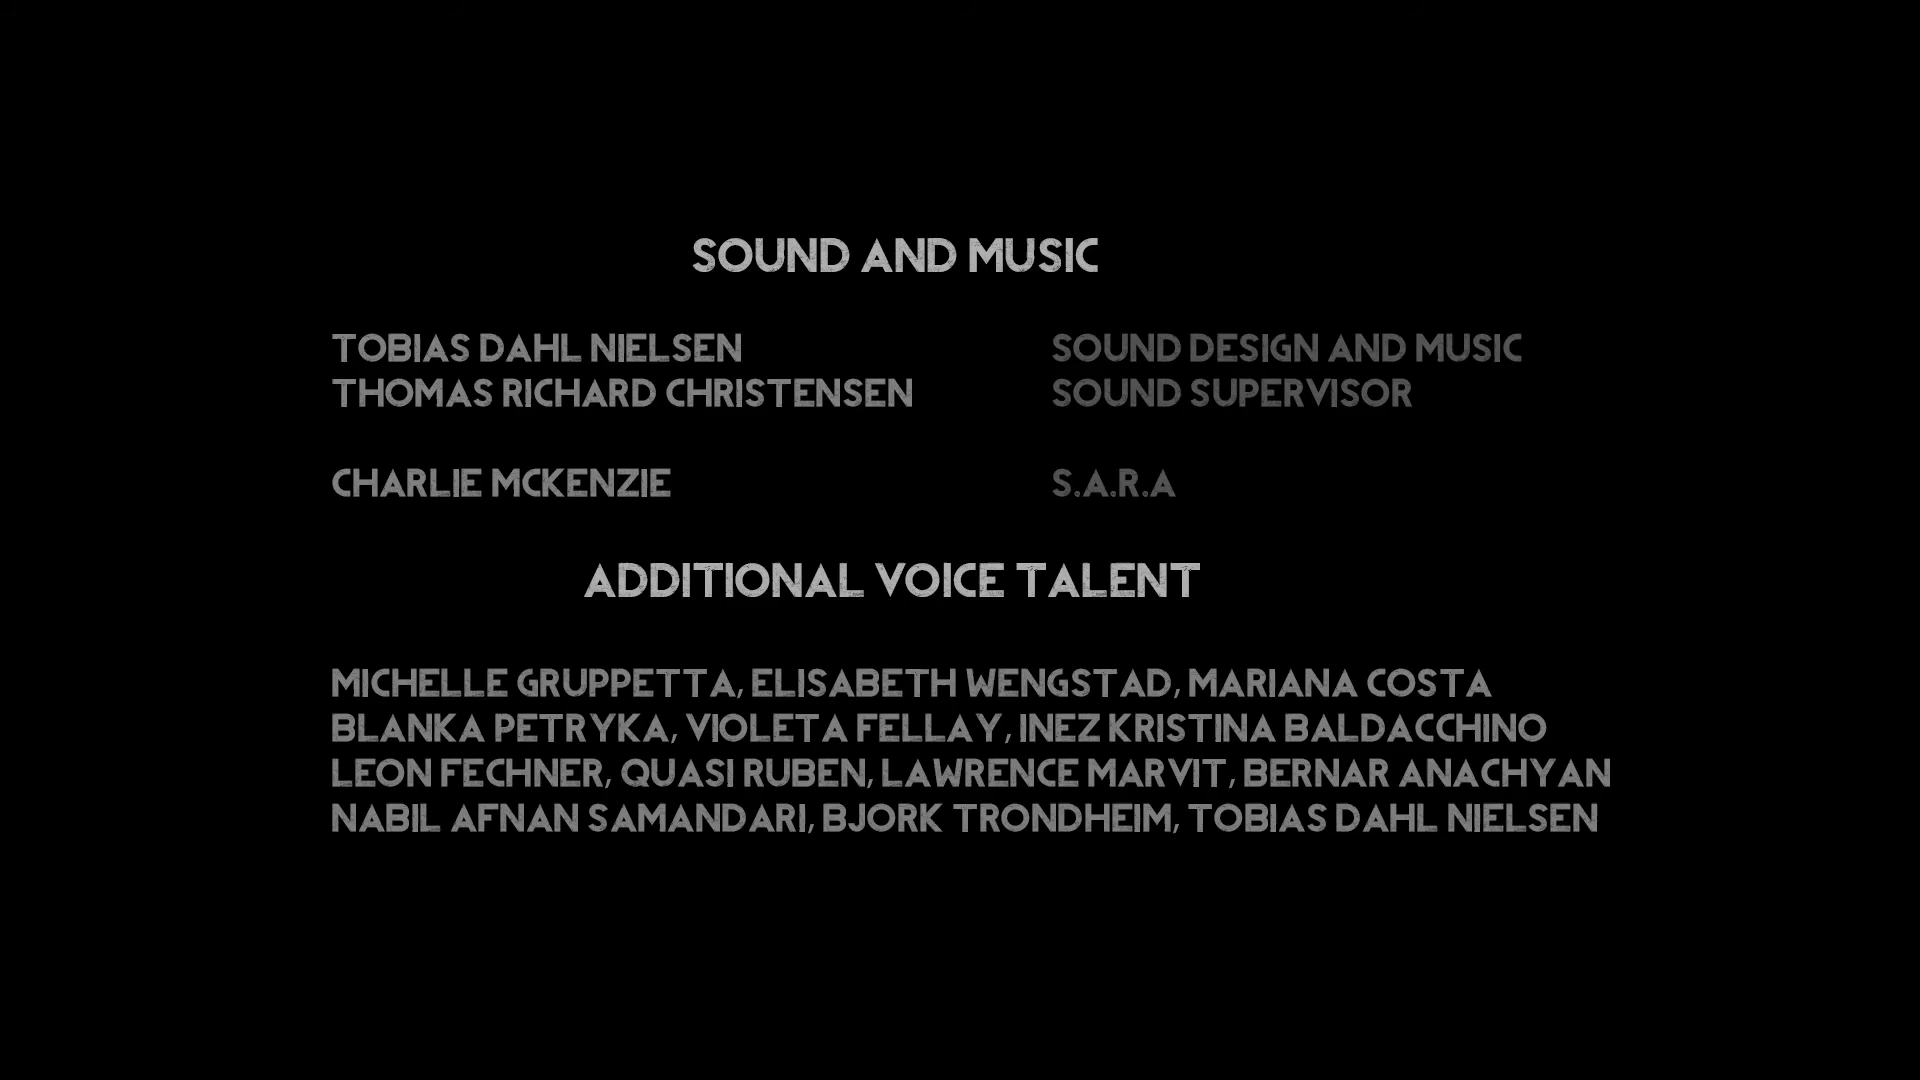 SOUND AND MUSIC
TOBIAS DAHL NIELSEN SOUND DESIGN AND MUSIC
THOMAS RICHARD CHRISTENSEN SOUND SUPERVISOR
CHARLIE MCKENZIE S.A.R.A
ADDITIONAL VOICE TALENT
MICHELLE GRUPPETTA, ELISABETH WENGSTAD, MARIANA COSTA
BLANKA PETRYKA, VIOLETA FELLAY, INEZ KRISTINA BALDACCHINO
LEON FECHNER, QUASI RUBEN, LAWRENCE MARVIT, BERNAR ANACHYAN
NABIL AFNAN SAMANDARI, BJORK TRONDHEIM, TOBIAS DAHL NIELSEN